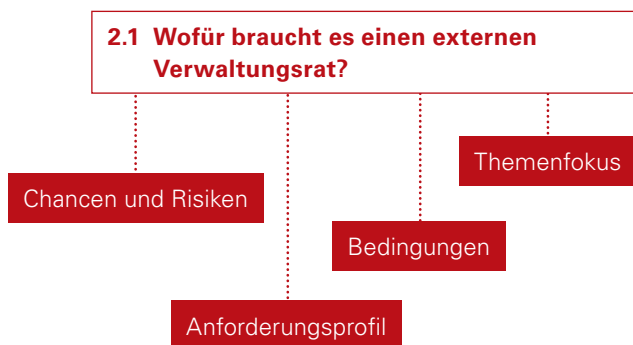 2.1 Wofür braucht es einen externen
Verwaltungsrat?
Themenfokus
Chancen und Risiken
Bedingungen
Anforderungsprofil